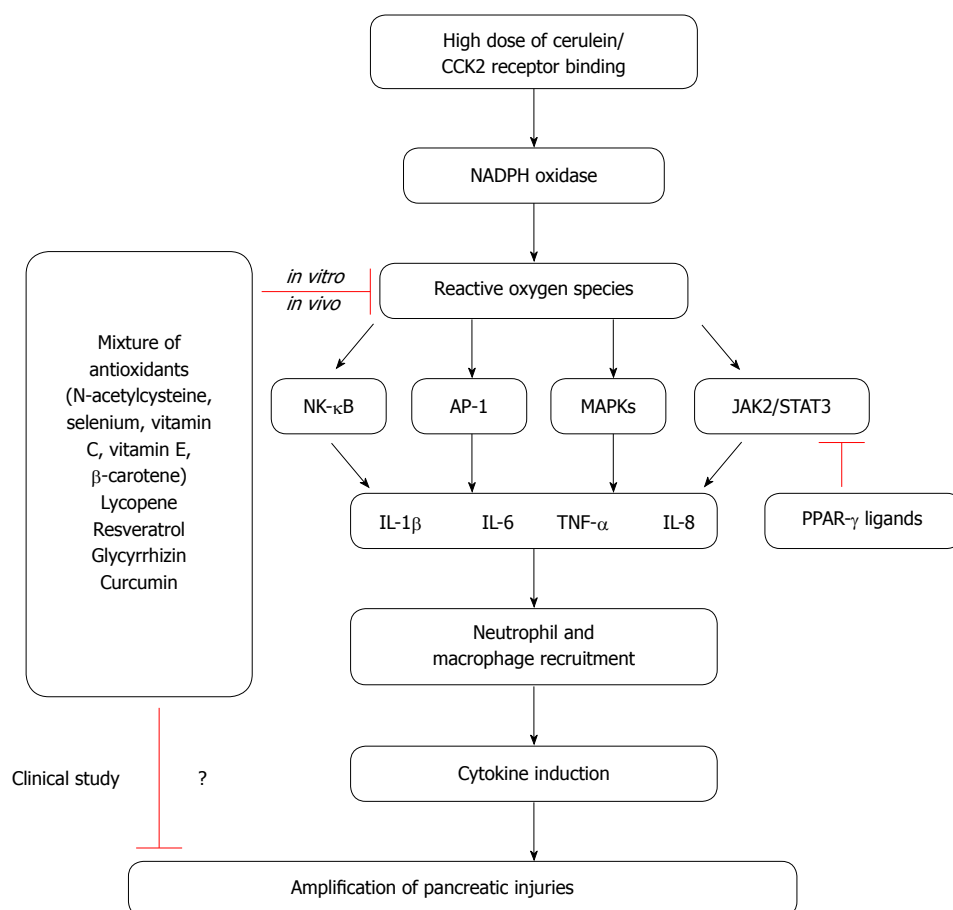 High dose of cerulein/
CCK2 receptor binding
NADPH oxidase
in vitro
in vivo
Reactive oxygen species
Mixture of
antioxidants
(N-acetylcysteine,
selenium, vitamin
C, vitamin E,
β-carotene)
Lycopene
Resveratrol
Glycyrrhizin
Curcumin
NK-κB
AP-1
MAPKs
JAK2/STAT3
IL-1β IL-6 TNF-α IL-8
PPAR-γ ligands
Neutrophil and
macrophage recruitment
Cytokine induction
Clinical study ?
Amplification of pancreatic injuries